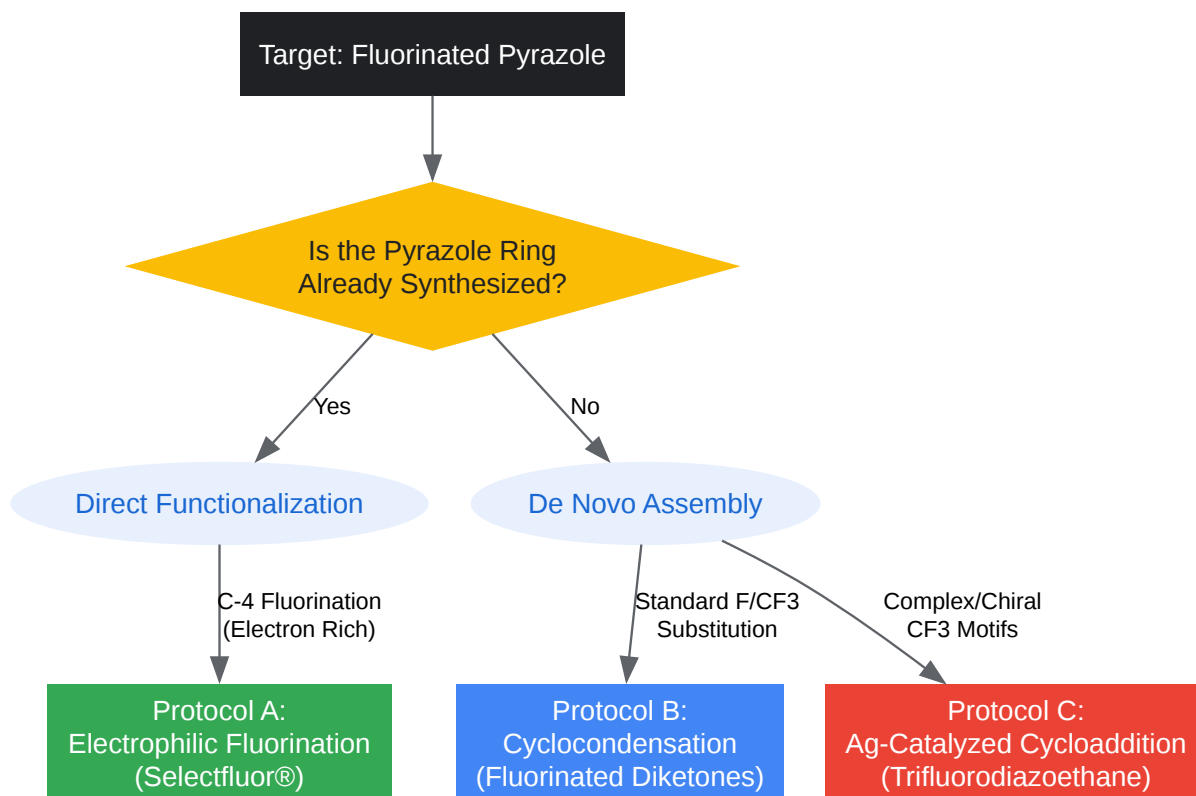 Target: Fluorinated Pyrazole
Is the Pyrazole Ring
Already Synthesized?
Yes
No
Direct Functionalization
De Novo Assembly
C-4 Fluorination
(Electron Rich)
Standard F/CF3
Substitution
Complex/Chiral
CF3 Motifs
Protocol A:
Electrophilic Fluorination
(Selectfluor®)
Protocol B:
Cyclocondensation
(Fluorinated Diketones)
Protocol C:
Ag-Catalyzed Cycloaddition
(Trifluorodiazoethane)